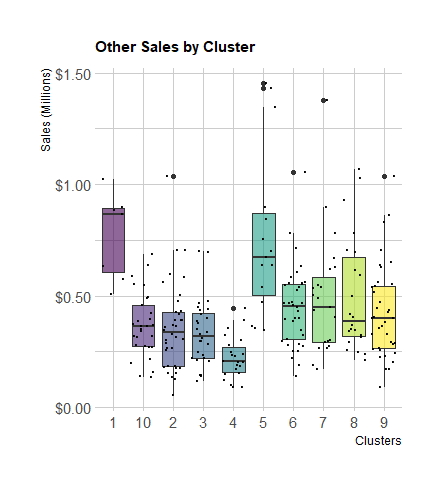 Other Sales by Cluster
Sales (Millions)
$1.50
$1.00
$0.50
$0.00
1 10 2 3 4 5 6 7 8 9
Clusters